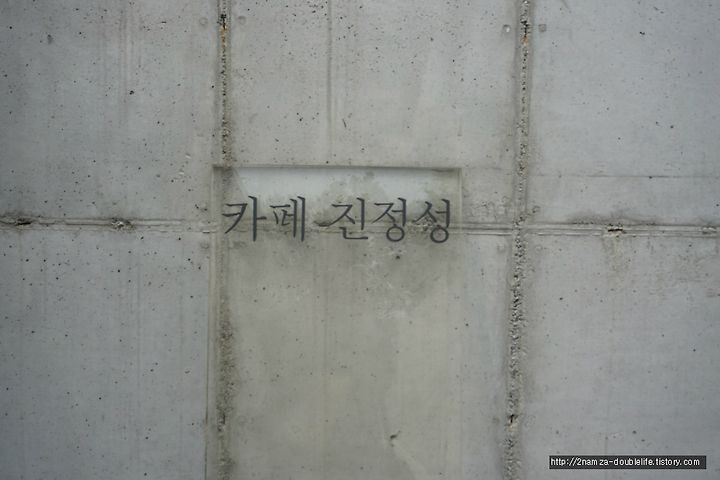 카페 진정성
http://2namza-doublelife.tistory.com